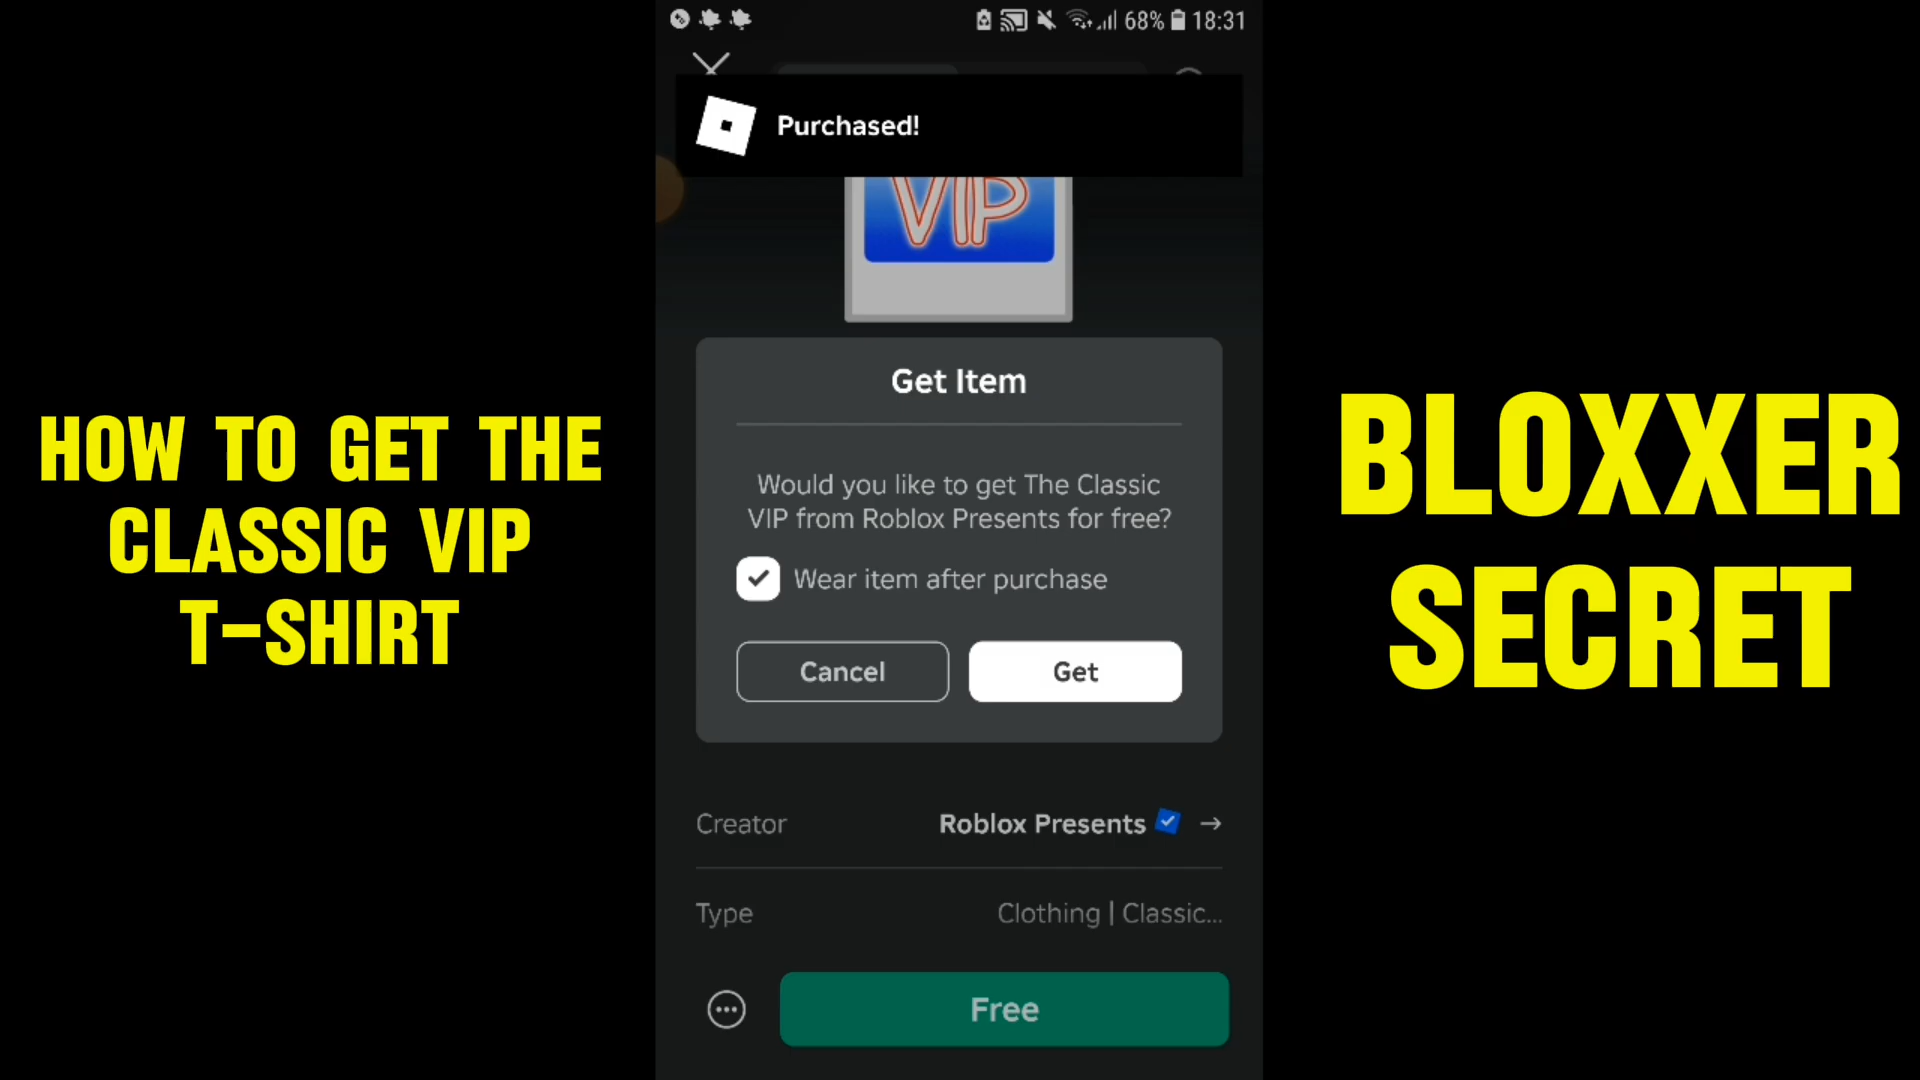 68% 18:31
Purchased!
VIP
HOW TO GET THE
CLASSIC VIP
T-SHIRT
Get Item
Would you like to get The Classic
VIP from Roblox Presents for free?
Wear item after purchase
Cancel
Get
Creator
Roblox Presents
Type
Clothing | Classic...
Free
BLOXXER
SECRET